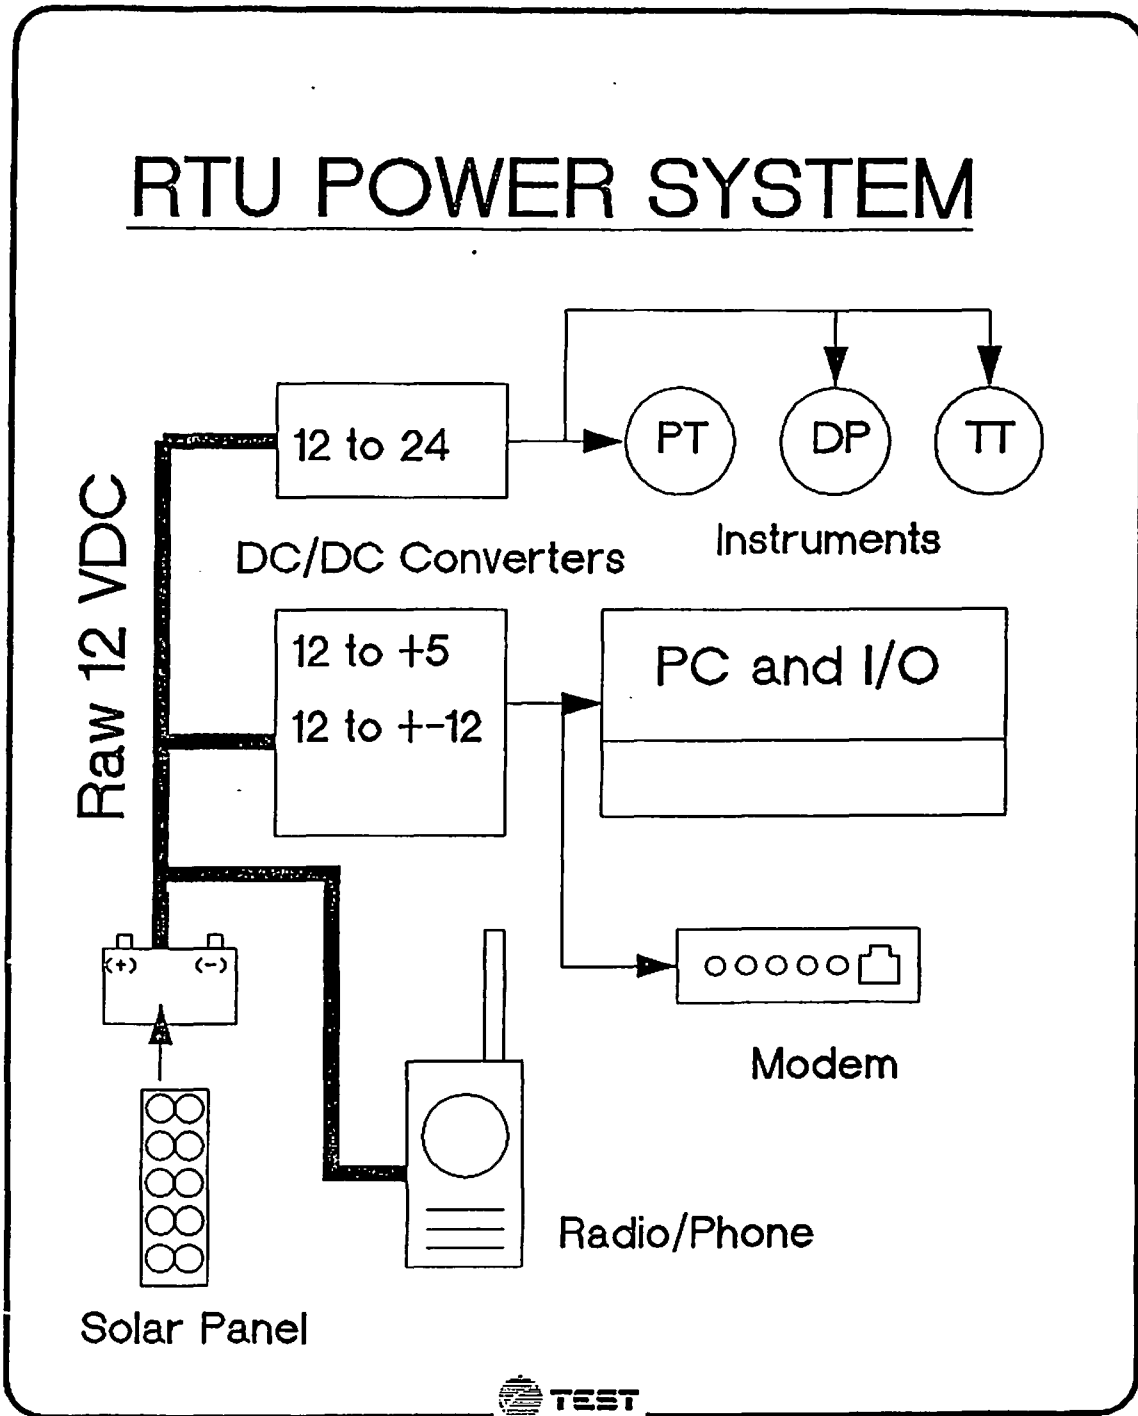 RTU POWER SYSTEM
12 to 24
PT
DP
TT
Instruments
DC/DC Converters
Raw 12 VDC
12 to +5
12 to +-12
PC and I/O
(+)
(-)
Modem
Radio/Phone
Solar Panel
TEST